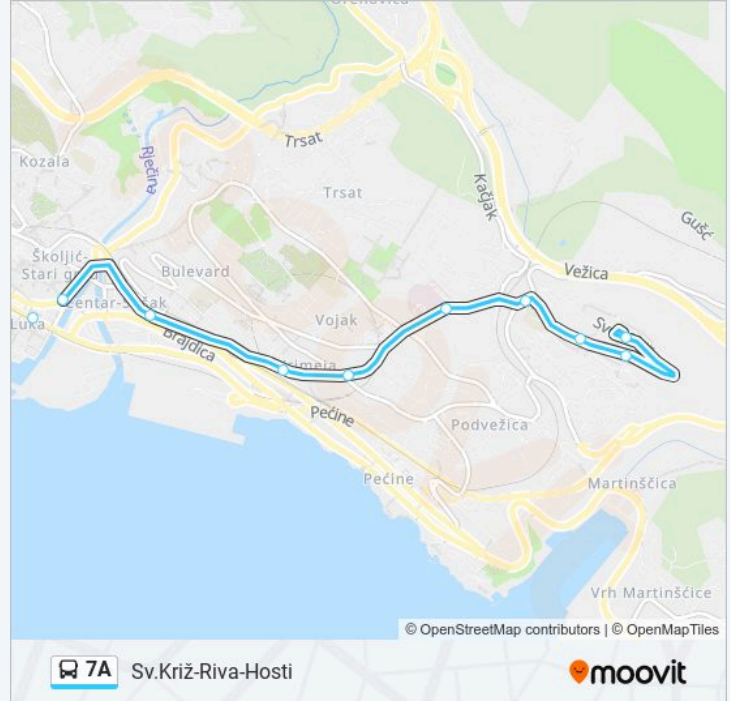 Orehovica
Trsat
Kozala
Rječina
Trsat
Kačjak
Gušć
Školjić-
Stari grad
Bulevard
Vežica
Centar-Sušak
Luka
Vojak
Brajdica
Krimeja
Sv
Pećine
Podvežica
Pećine
Martinšćica
Vrh Martinšćice
© OpenStreetMap contributors | © OpenMapTiles
7A Sv.Križ-Riva-Hosti
moovit